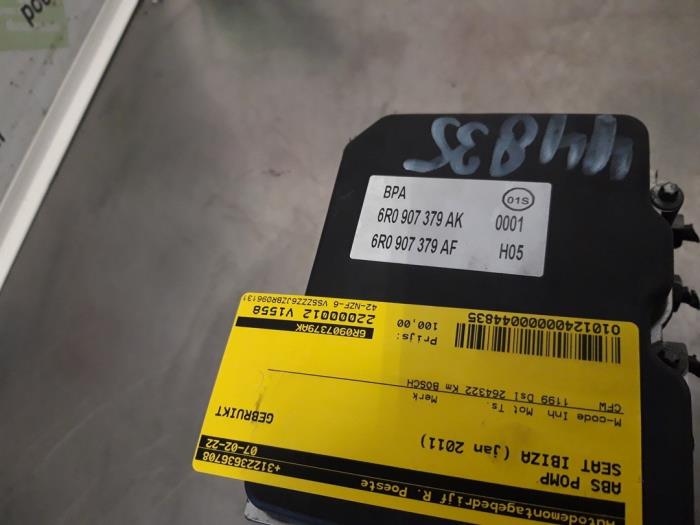 44835
BPA 01S
6R0 907 379 AK 0001
6R0 907 379 AF H05
Autodemontagebedrijf R. Poeste
+31223636708
07-02-22
ABS POMP
SEAT IBIZA (jan 2011)
GEBRUIKT
M-code Inh Mot Ts. Merk
CFW 1199 Dsl 264322 Km BOSCH
Prijs: 100,00
6R0907379AK
22000012 V1558
42-NZF-6 VSSZZZ6JZBR096131